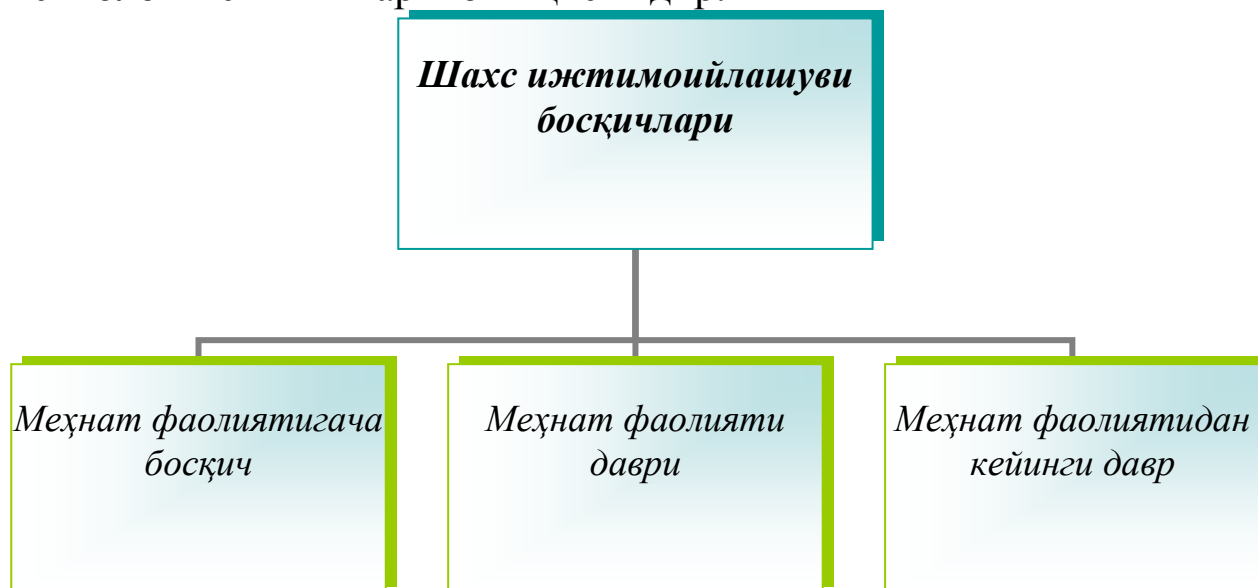 Шахс ижтимоийлашуви
босқичлари
Меҳнат фаолиятигача
босқич
Меҳнат фаолияти
даври
Меҳнат фаолиятидан
кейинги давр